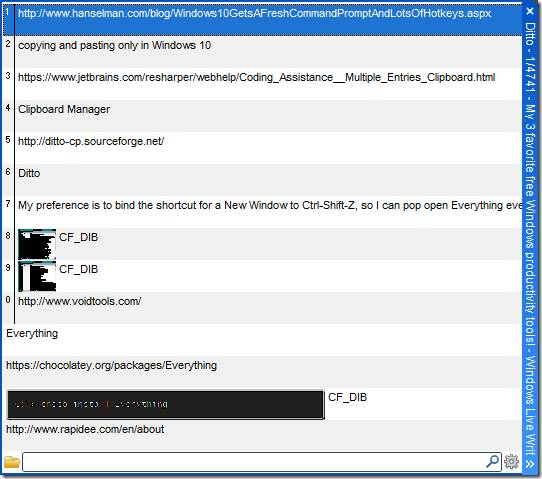 1 http://www.hanselman.com/blog/Windows10GetsAFreshCommandPromptAndLotsOfHotkeys.aspx
2 copying and pasting only in Windows 10
3 https://www.jetbrains.com/resharper/webhelp/Coding_Assistance__Multiple_Entries_Clipboard.html
4 Clipboard Manager
5 http://ditto-cp.sourceforge.net/
6 Ditto
7 My preference is to bind the shortcut for a New Window to Ctrl-Shift-Z, so I can pop open Everything eve
8 CF_DIB
9 CF_DIB
0 http://www.voidtools.com/
Everything
https://chocolatey.org/packages/Everything
choco install Everything CF_DIB
http://www.rapidee.com/en/about
Ditto - 1/4741 - My 3 favorite free Windows productivity tools! - Windows Live Writ